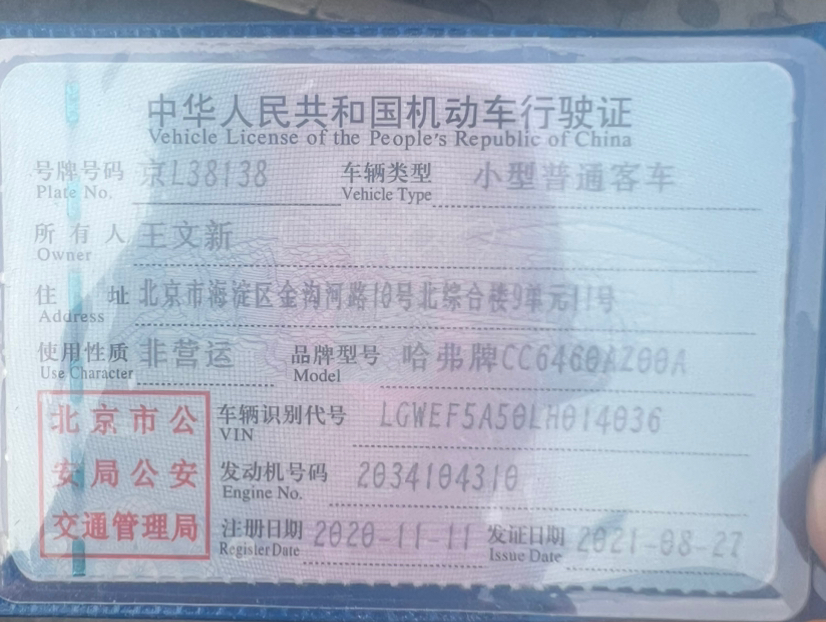 中华人民共和国机动车行驶证
Vehicle License of the People's Republic of China
号牌号码 京L38138 车辆类型 小型普通客车
Plate No. Vehicle Type
所有人 王文新
Owner
住址 北京市海淀区金沟河路10号北综合楼9单元11号
Address
使用性质 非营运 品牌型号 哈弗牌CC6460AZ00A
Use Character Model
北京市公
安局公安
交通管理局
车辆识别代号 LGWEF5A50LH014036
VIN
发动机号码 2034104310
Engine No.
注册日期 2020-11-11 发证日期 2021-08-27
Register Date Issue Date